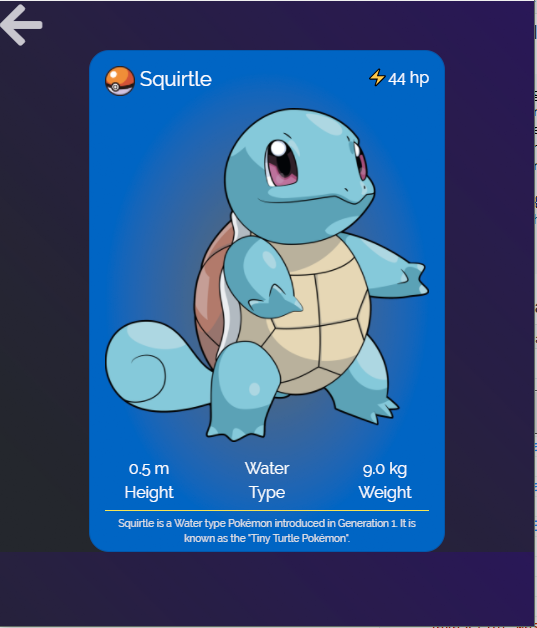 Squirtle
⚡44 hp
0.5 m Water 9.0 kg
Height Type Weight
Squirtle is a Water type Pokémon introduced in Generation 1. It is
known as the "Tiny Turtle Pokémon".